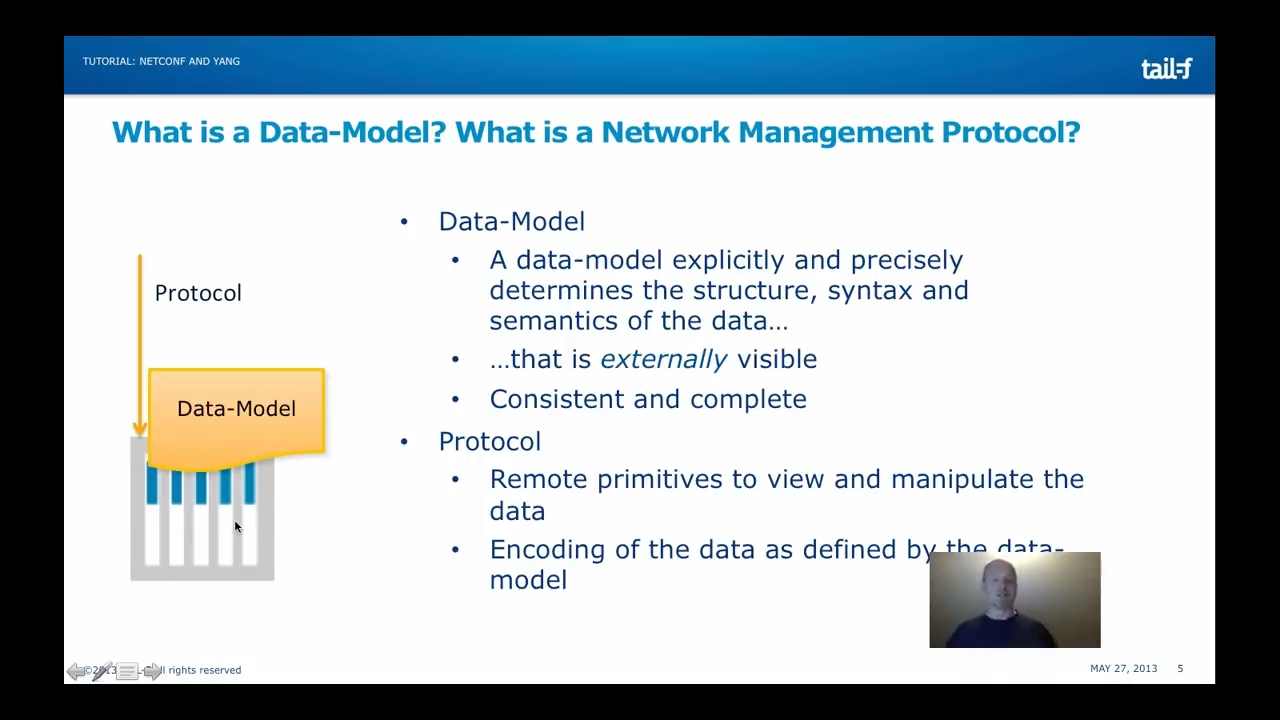 TUTORIAL: NETCONF AND YANG
tail-f
What is a Data-Model? What is a Network Management Protocol?
Protocol
Data-Model
• Data-Model
• A data-model explicitly and precisely
determines the structure, syntax and
semantics of the data…
• …that is externally visible
• Consistent and complete
• Protocol
• Remote primitives to view and manipulate the
data
• Encoding of the data as defined by the data-
model
rights reserved
MAY 27, 2013 5